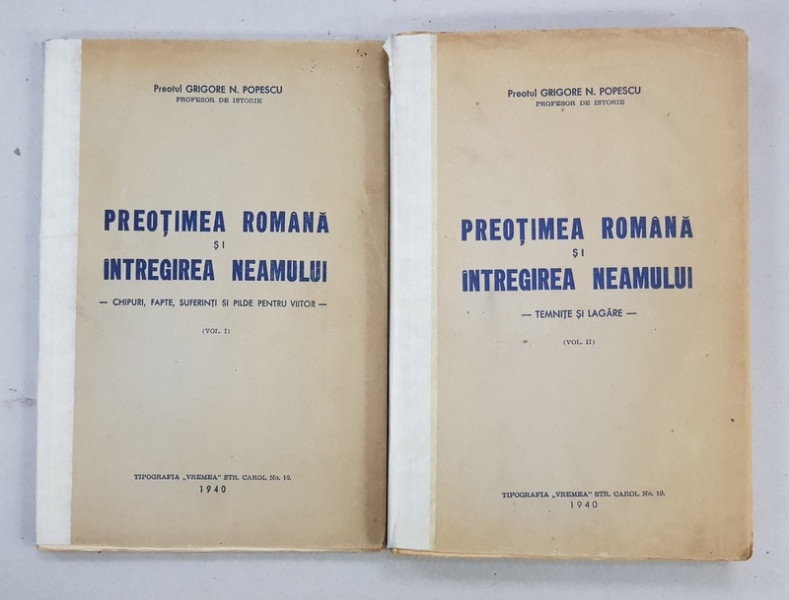 Preotul GRIGORE N. POPESCU
PROFESOR DE ISTORIE
PREOȚIMEA ROMÂNĂ
ȘI
ÎNTREGIREA NEAMULUI
— CHIPURI, FAPTE, SUFERINȚI SI PILDE PENTRU VIITOR —
(VOL. I)
TIPOGRAFIA „VREMEA" STR. CAROL No. 10.
1940
Preotul GRIGORE N. POPESCU
PROFESOR DE ISTORIE
PREOȚIMEA ROMÂNĂ
ȘI
ÎNTREGIREA NEAMULUI
— TEMNIȚE ȘI LAGĂRE —
(VOL. II)
TIPOGRAFIA „VREMEA" STR. CAROL No. 10.
1940